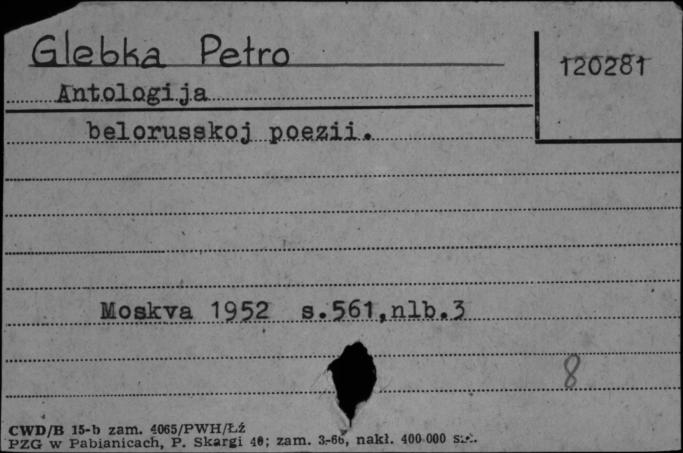 Glebka Petro
120281
Antologija
belorusskoj poezii.
Moskva 1952 s.561,nlb.3
8
CWD/B 15-b zam. 4065/PWH/Łź
PZG w Pabianicach, P. Skargi 40; zam. 3-66, nakł. 400 000 szt.